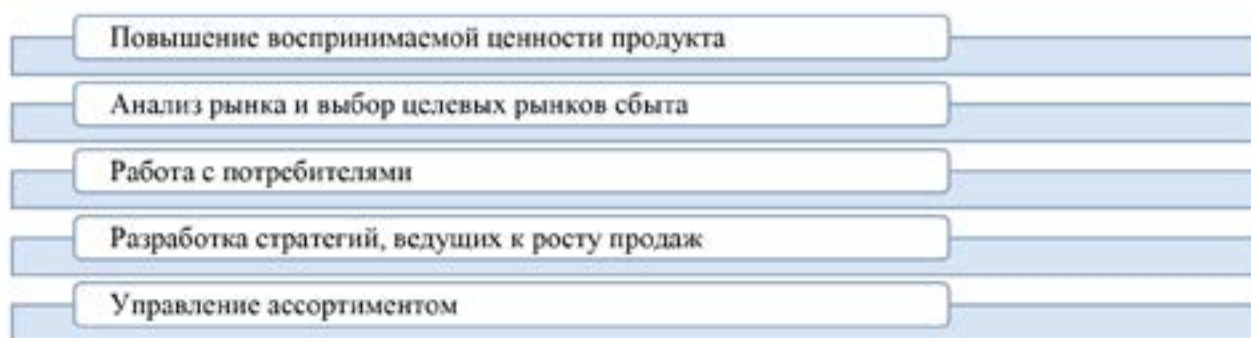 Повышение воспринимаемой ценности продукта
Анализ рынка и выбор целевых рынков сбыта
Работа с потребителями
Разработка стратегий, ведущих к росту продаж
Управление ассортиментом